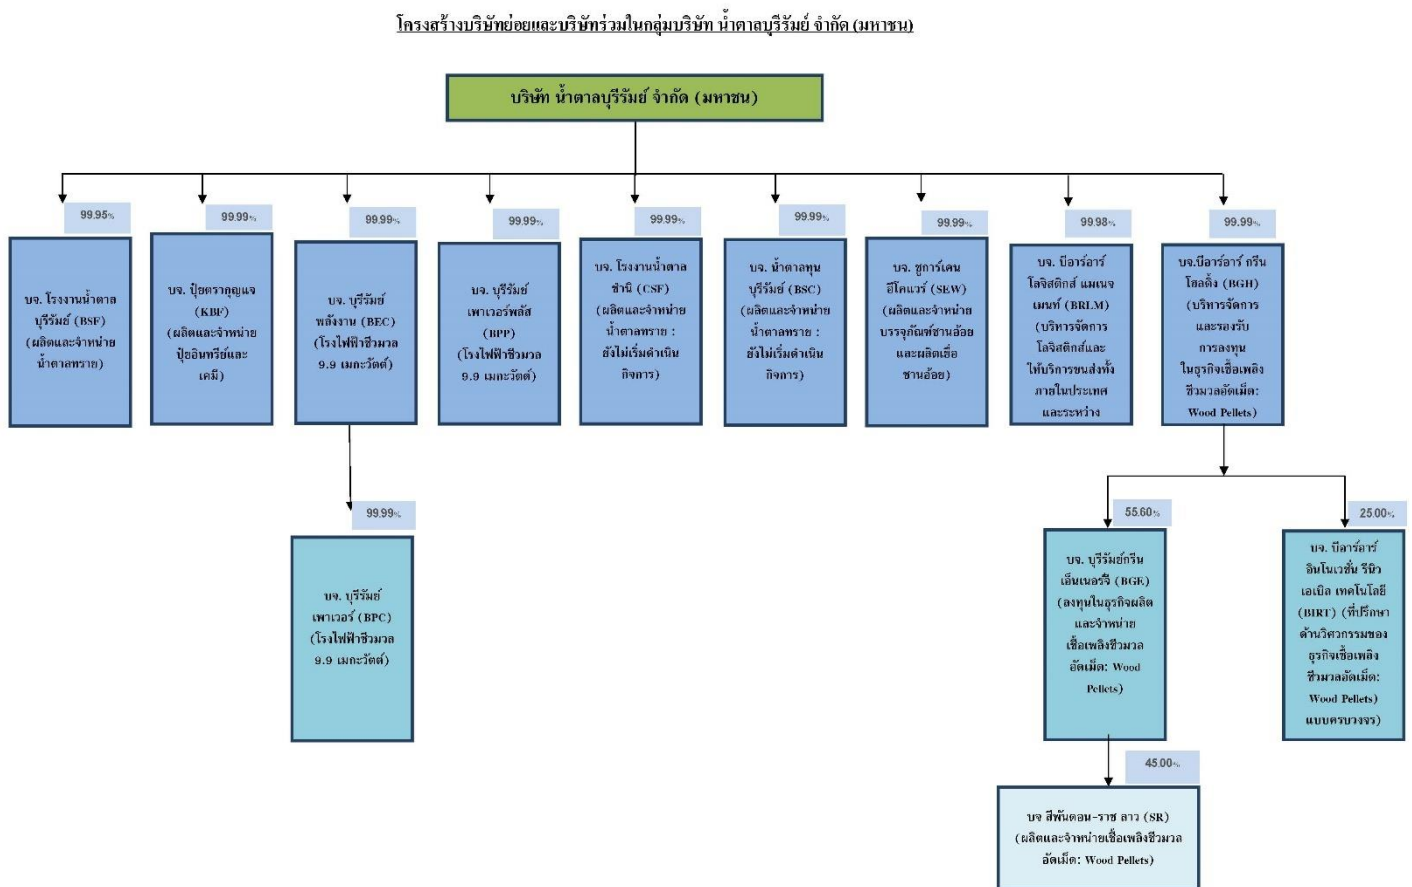 โครงสร้างบริษัทย่อยและบริษัทร่วมในกลุ่มบริษัท น้ำตาลบุรีรัมย์ จำกัด (มหาชน)
บริษัท น้ำตาลบุรีรัมย์ จำกัด (มหาชน)
99.95%
บจ. โรงงานน้ำตาล
บุรีรัมย์ (BSF)
(ผลิตและจำหน่าย
น้ำตาลทราย)
99.99%
บจ. ปุ๋ยตรากุญแจ
(KBF)
(ผลิตและจำหน่าย
ปุ๋ยอินทรีย์และ
เคมี)
99.99%
บจ. บุรีรัมย์
พลังงาน (BEC)
(โรงไฟฟ้าชีวมวล
9.9 เมกะวัตต์)
99.99%
บจ. บุรีรัมย์
เพาเวอร์พลัส
(BPP)
(โรงไฟฟ้าชีวมวล
9.9 เมกะวัตต์)
99.99%
บจ. โรงงานน้ำตาล
ชำนิ (CSF)
(ผลิตและจำหน่าย
น้ำตาลทราย :
ยังไม่เริ่มดำเนิน
กิจการ)
99.99%
บจ. น้ำตาลทุน
บุรีรัมย์ (BSC)
(ผลิตและจำหน่าย
น้ำตาลทราย :
ยังไม่เริ่มดำเนิน
กิจการ)
99.99%
บจ. ชูการ์เคน
อีโคแวร์ (SEW)
(ผลิตและจำหน่าย
บรรจุภัณฑ์ชานอ้อย
และผลิตเยื่อ
ชานอ้อย)
99.98%
บจ. บีอาร์อาร์
โลจิสติกส์ แมเนจ
เมนท์ (BRLM)
(บริหารจัดการ
โลจิสติกส์และ
ให้บริการขนส่งทั้ง
ภายในประเทศ
และระหว่าง
99.99%
บจ.บีอาร์อาร์ กรีน
โฮลดิ้ง (BGH)
(บริหารจัดการ
และรองรับ
การลงทุน
ในธุรกิจเชื้อเพลิง
ชีวมวลอัดเม็ด:
Wood Pellets)
99.99%
บจ. บุรีรัมย์
เพาเวอร์ (BPC)
(โรงไฟฟ้าชีวมวล
9.9 เมกะวัตต์)
55.60%
บจ. บุรีรัมย์กรีน
เอ็นเนอร์จี (BGE)
(ลงทุนในธุรกิจผลิต
และจำหน่าย
เชื้อเพลิงชีวมวล
อัดเม็ด: Wood
Pellets)
25.00%
บจ. บีอาร์อาร์
อินโนเวชั่น รีนิว
เอเบิล เทคโนโลยี
(BIRT) (ที่ปรึกษา
ด้านวิศวกรรมของ
ธุรกิจเชื้อเพลิง
ชีวมวลอัดเม็ด:
Wood Pellets)
แบบครบวงจร)
45.00%
บจ สีพันดอน-ราช ลาว (SR)
(ผลิตและจำหน่ายเชื้อเพลิงชีวมวล
อัดเม็ด: Wood Pellets)